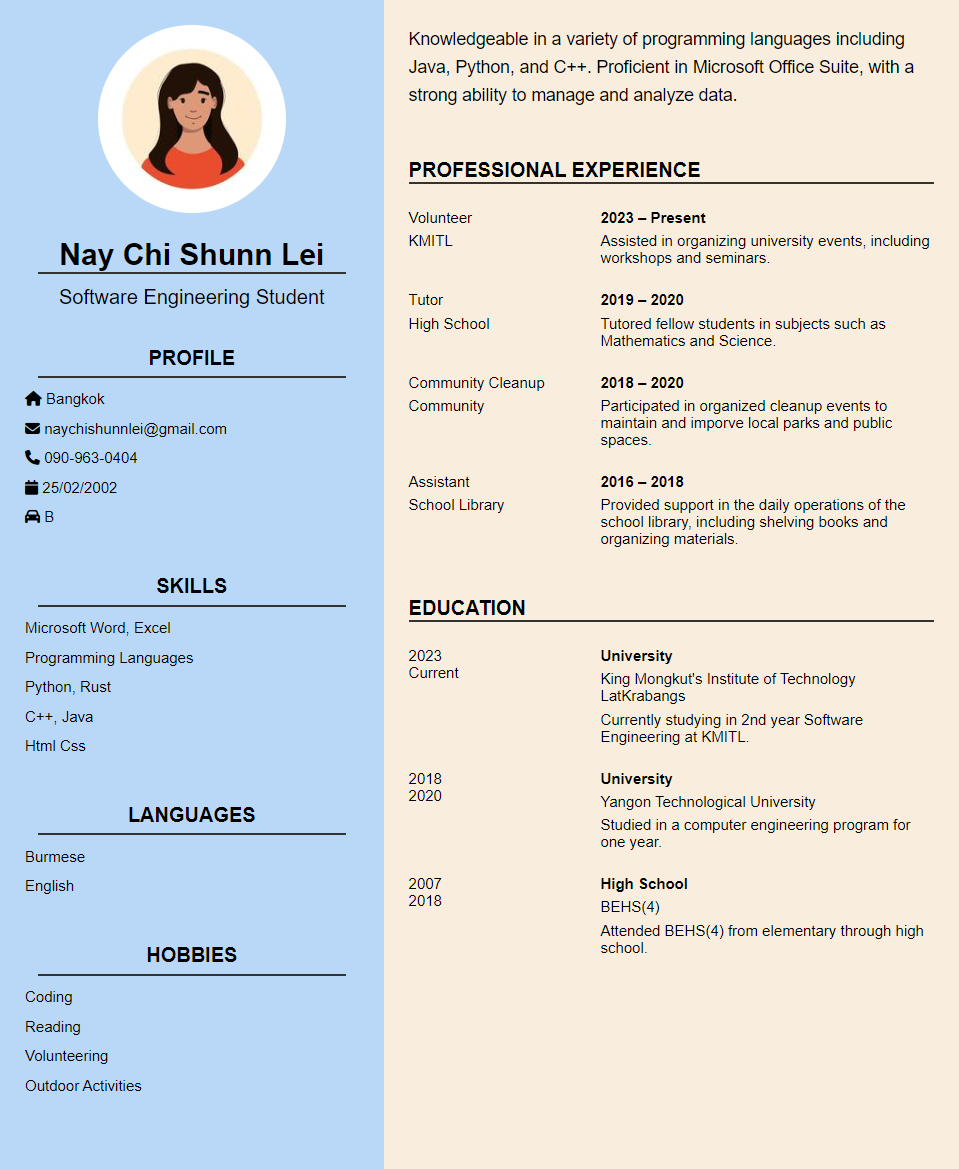 Nay Chi Shunn Lei
Software Engineering Student
PROFILE
Bangkok
naychishunnlei@gmail.com
090-963-0404
25/02/2002
B
SKILLS
Microsoft Word, Excel
Programming Languages
Python, Rust
C++, Java
Html Css
LANGUAGES
Burmese
English
HOBBIES
Coding
Reading
Volunteering
Outdoor Activities
Knowledgeable in a variety of programming languages including
Java, Python, and C++. Proficient in Microsoft Office Suite, with a
strong ability to manage and analyze data.
PROFESSIONAL EXPERIENCE
Volunteer
KMITL
2023 – Present
Assisted in organizing university events, including
workshops and seminars.
Tutor
High School
2019 – 2020
Tutored fellow students in subjects such as
Mathematics and Science.
Community Cleanup
Community
2018 – 2020
Participated in organized cleanup events to
maintain and imporve local parks and public
spaces.
Assistant
School Library
2016 – 2018
Provided support in the daily operations of the
school library, including shelving books and
organizing materials.
EDUCATION
2023
Current
University
King Mongkut's Institute of Technology
LatKrabangs
Currently studying in 2nd year Software
Engineering at KMITL.
2018
2020
University
Yangon Technological University
Studied in a computer engineering program for
one year.
2007
2018
High School
BEHS(4)
Attended BEHS(4) from elementary through high
school.